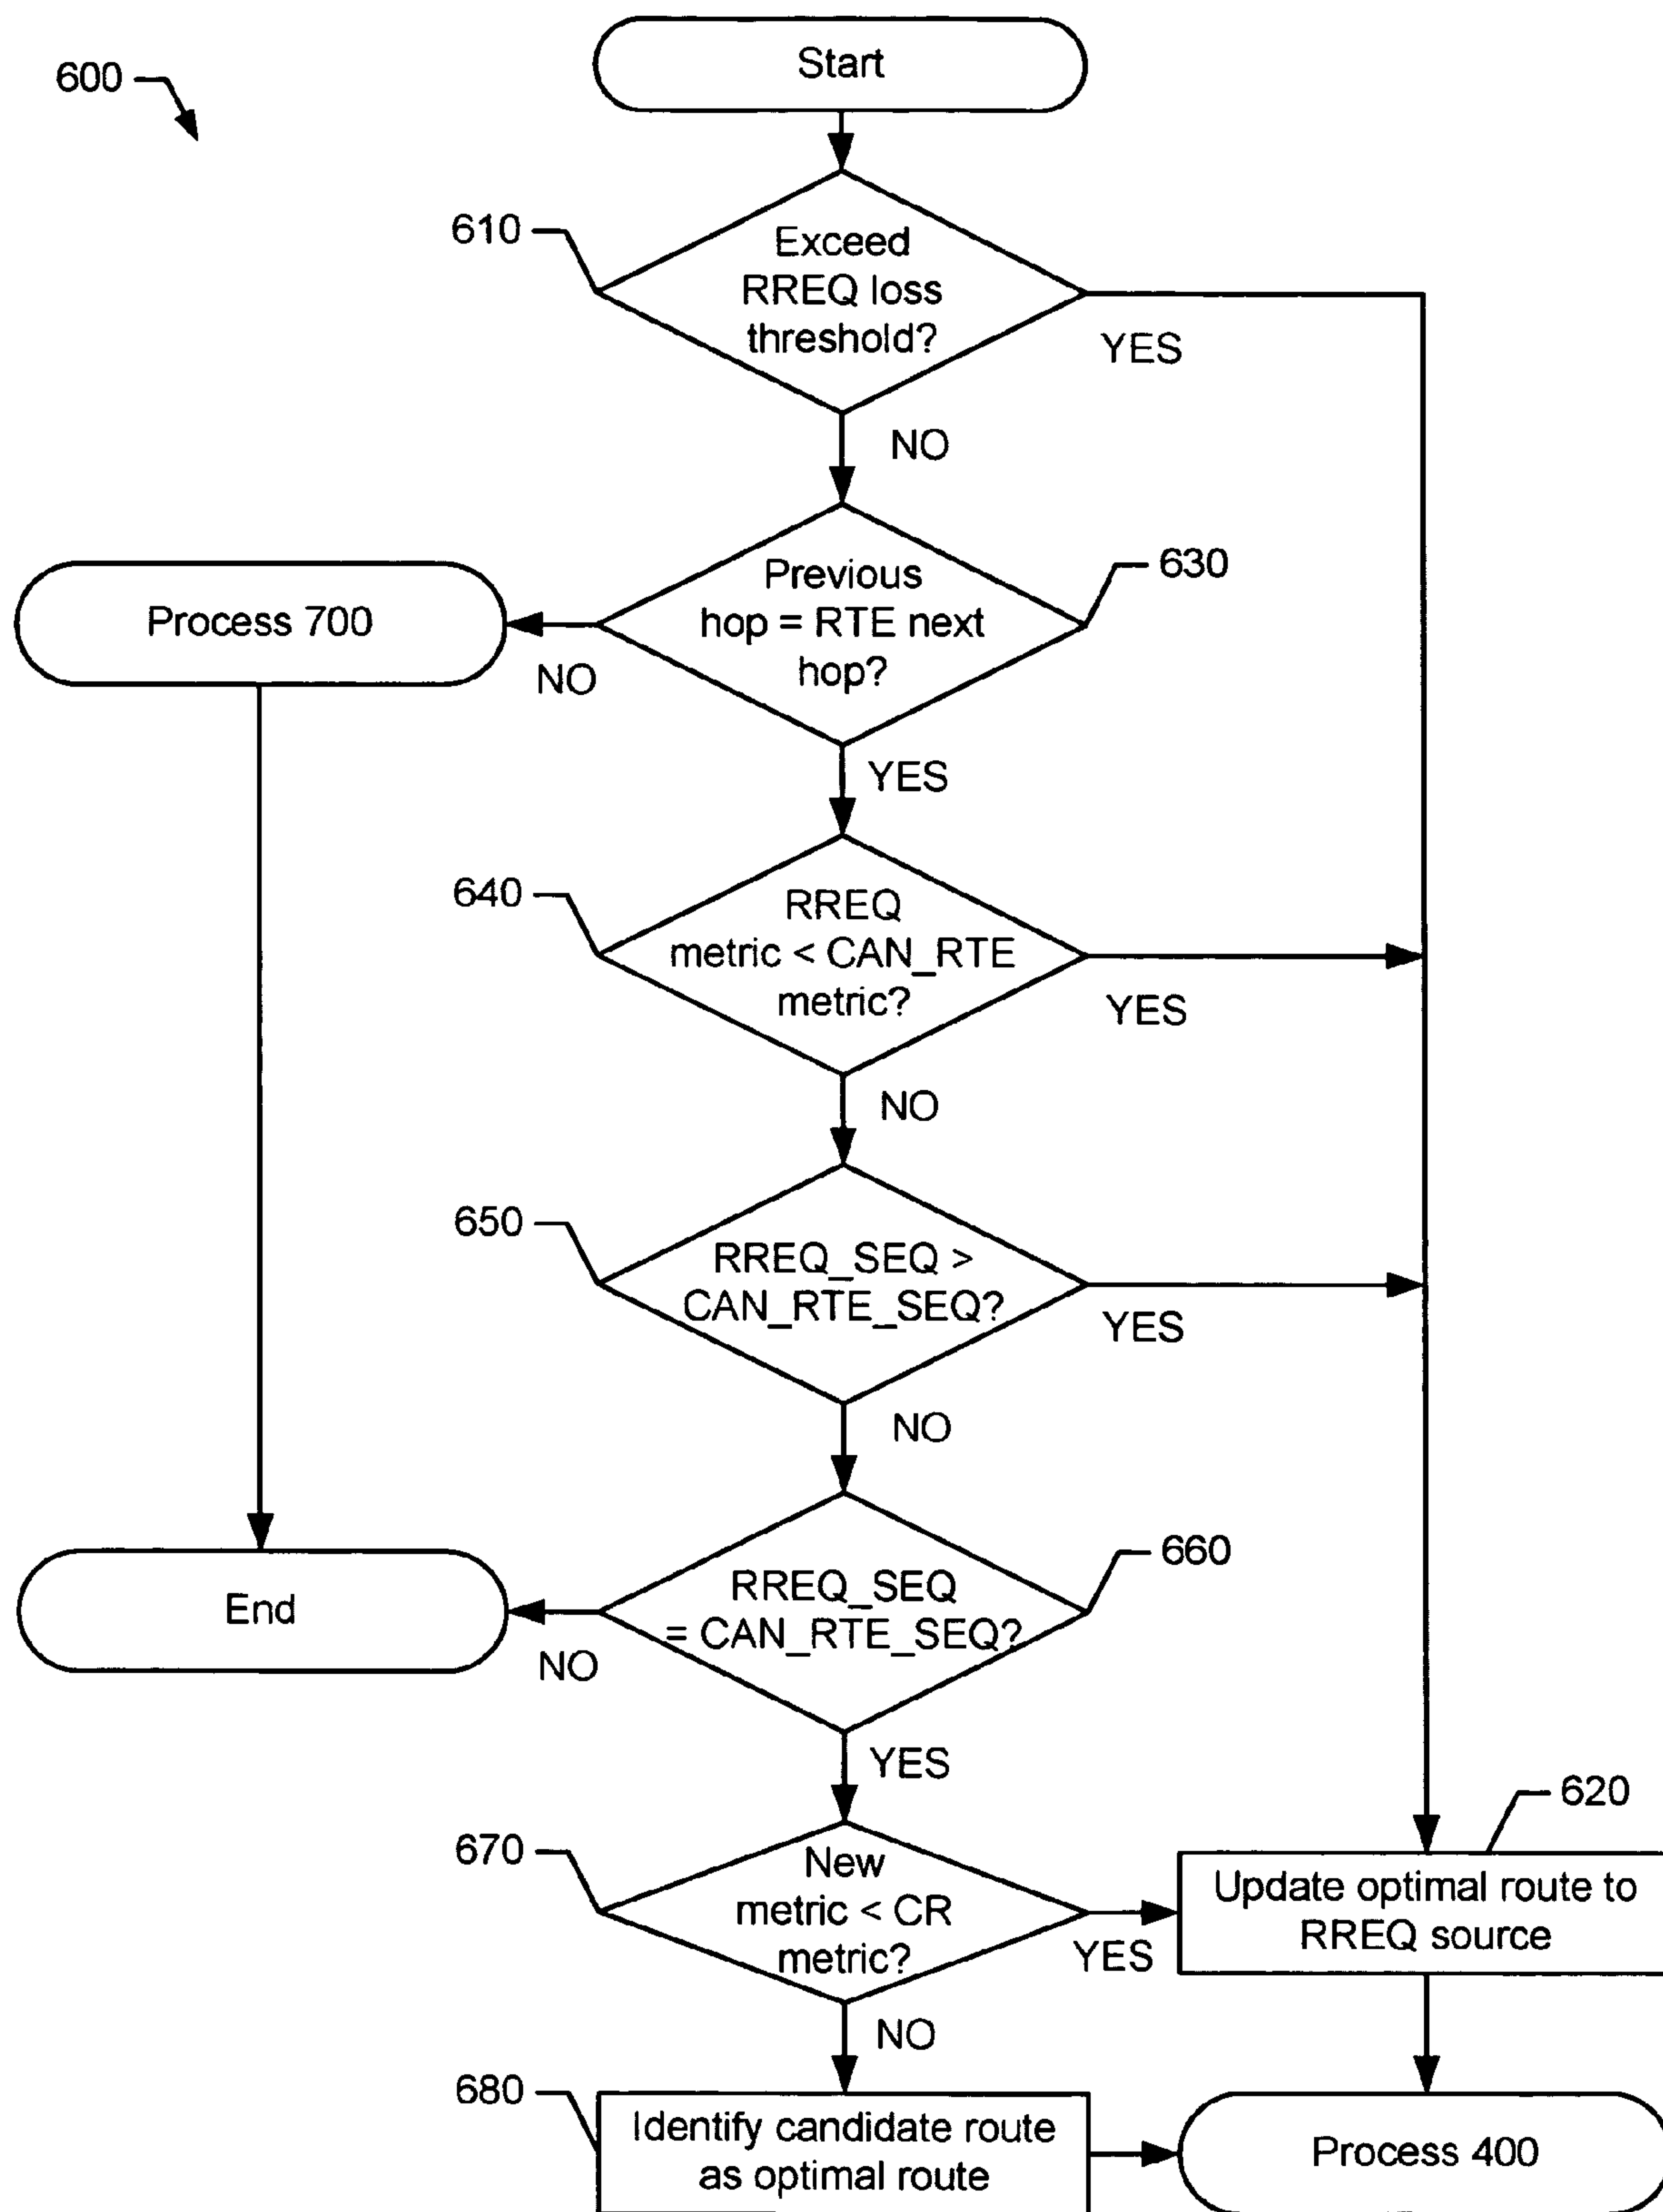 Start
600
610
Exceed
RREQ loss
threshold?
YES
NO
630
Previous
hop = RTE next
hop?
Process 700
NO
YES
640
RREQ
metric < CAN_RTE
metric?
YES
NO
650
RREQ_SEQ >
CAN_RTE_SEQ?
YES
NO
660
RREQ_SEQ
= CAN_RTE_SEQ?
End
NO
YES
620
670
New
metric < CR
metric?
YES
Update optimal route to
RREQ source
NO
680
Identify candidate route
as optimal route
Process 400